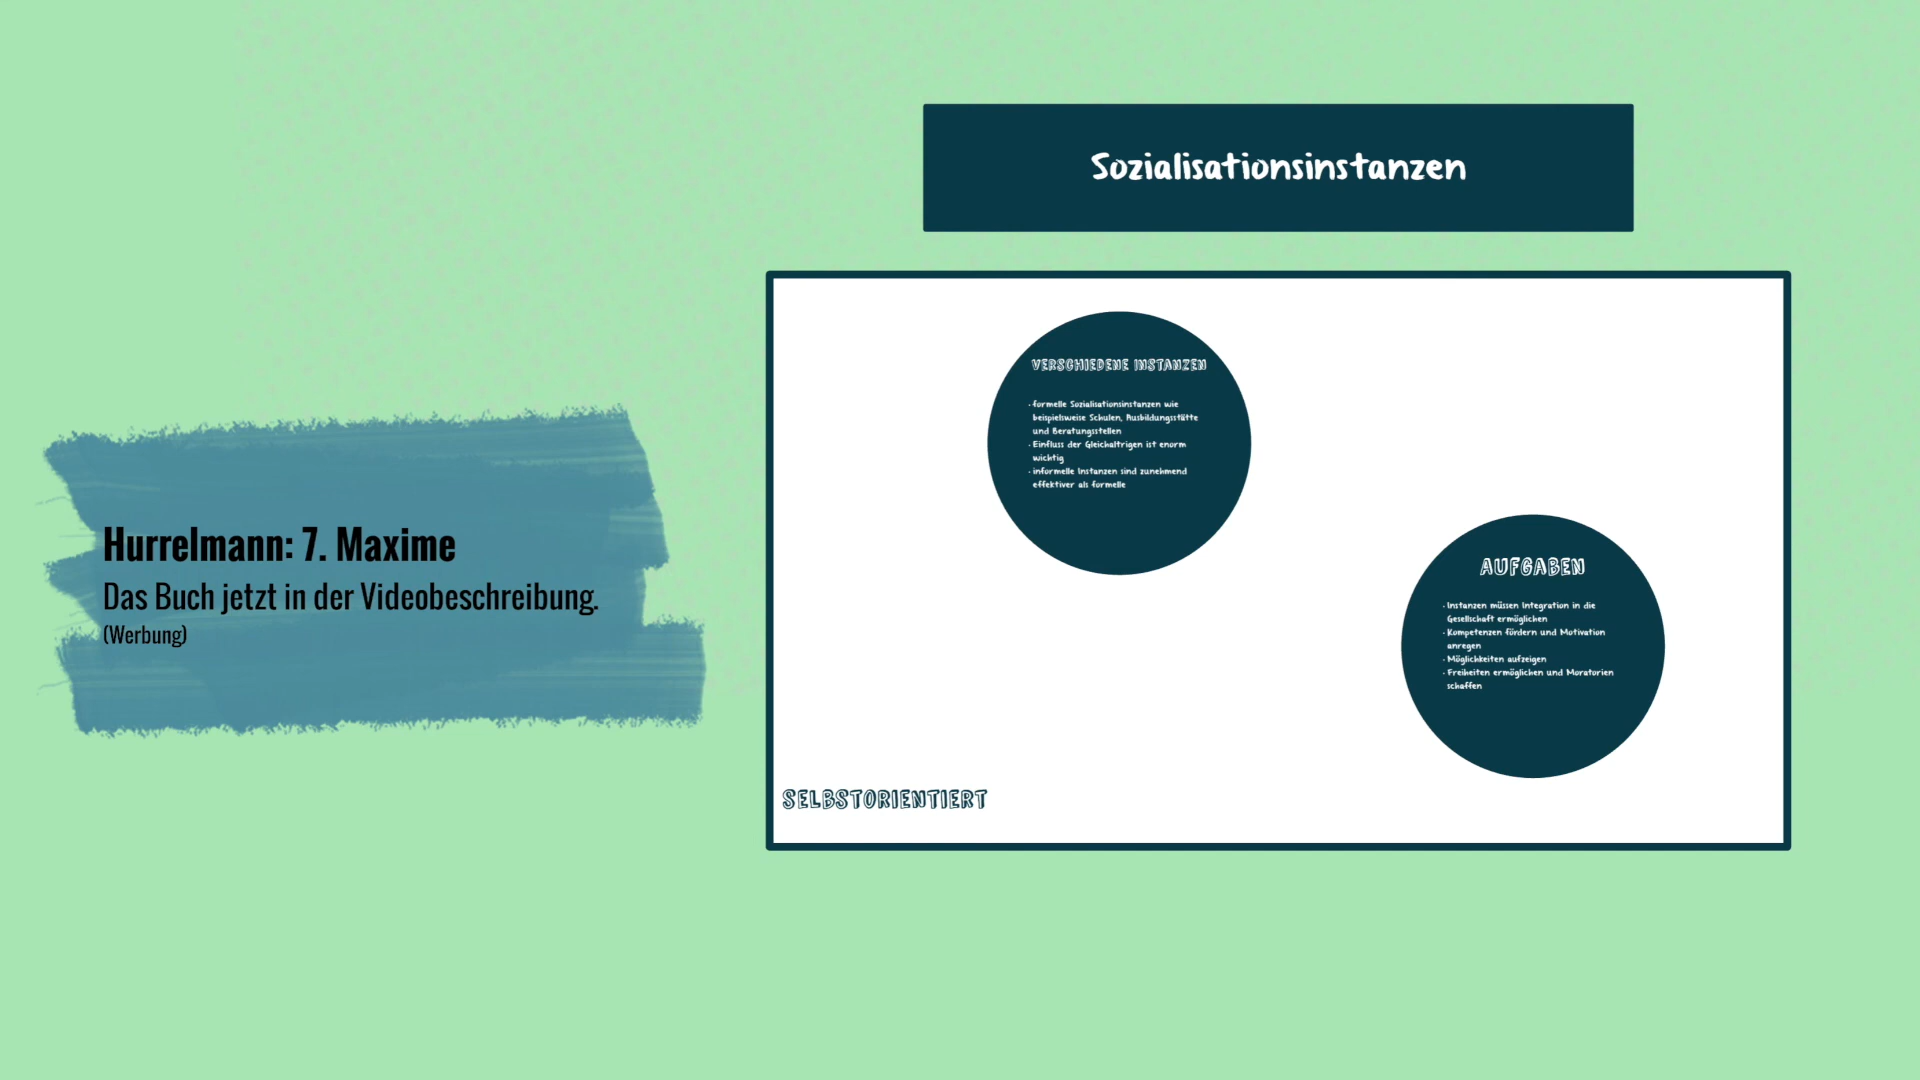 Sozialisationsinstanzen
VERSCHIEDENE INSTANZEN
- formelle Sozialisationsinstanzen wie
beispielsweise Schulen, Ausbildungsstätte
und Beratungsstellen
- Einfluss der Gleichaltrigen ist enorm
wichtig
- informelle Instanzen sind zunehmend
effektiver als formelle
AUFGABEN
- Instanzen müssen Integration in die
Gesellschaft ermöglichen
- Kompetenzen fördern und Motivation
anregen
- Möglichkeiten aufzeigen
- Freiheiten ermöglichen und Moratorien
schaffen
SELBSTORIENTIERT
Hurrelmann: 7. Maxime
Das Buch jetzt in der Videobeschreibung.
(Werbung)